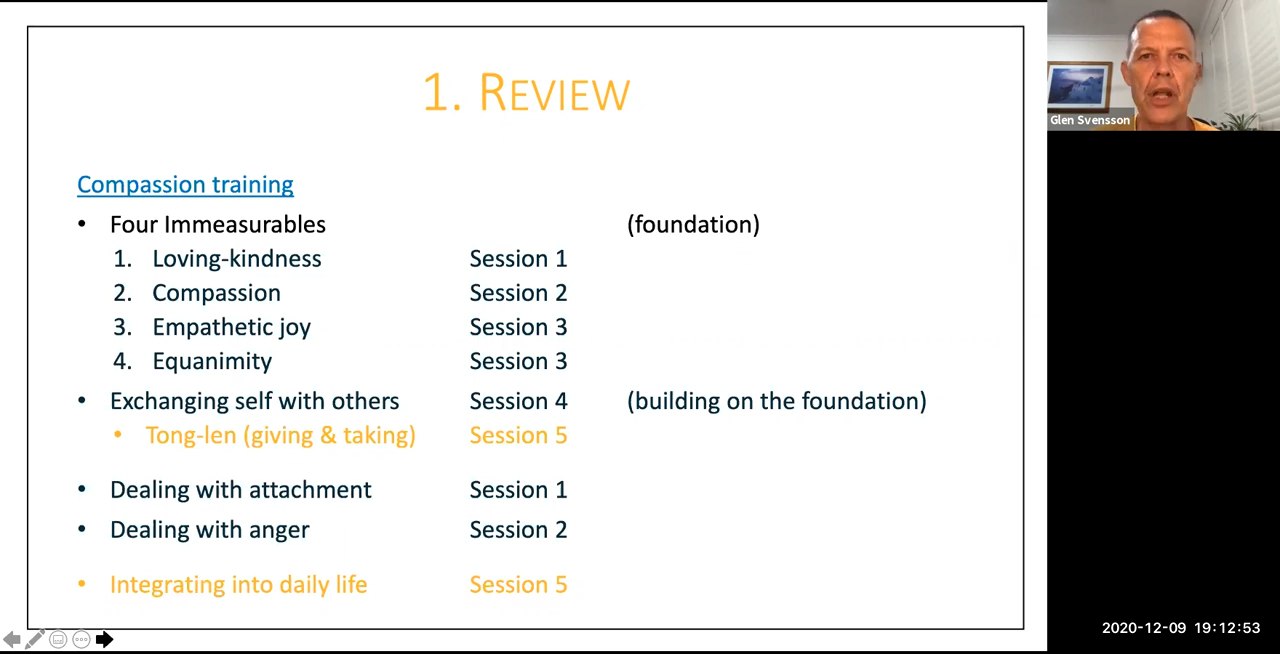 1. REVIEW
Glen Svensson
Compassion training
• Four Immeasurables (foundation)
1. Loving-kindness Session 1
2. Compassion Session 2
3. Empathetic joy Session 3
4. Equanimity Session 3
• Exchanging self with others Session 4 (building on the foundation)
• Tong-len (giving & taking) Session 5
• Dealing with attachment Session 1
• Dealing with anger Session 2
• Integrating into daily life Session 5
2020-12-09 19:12:53